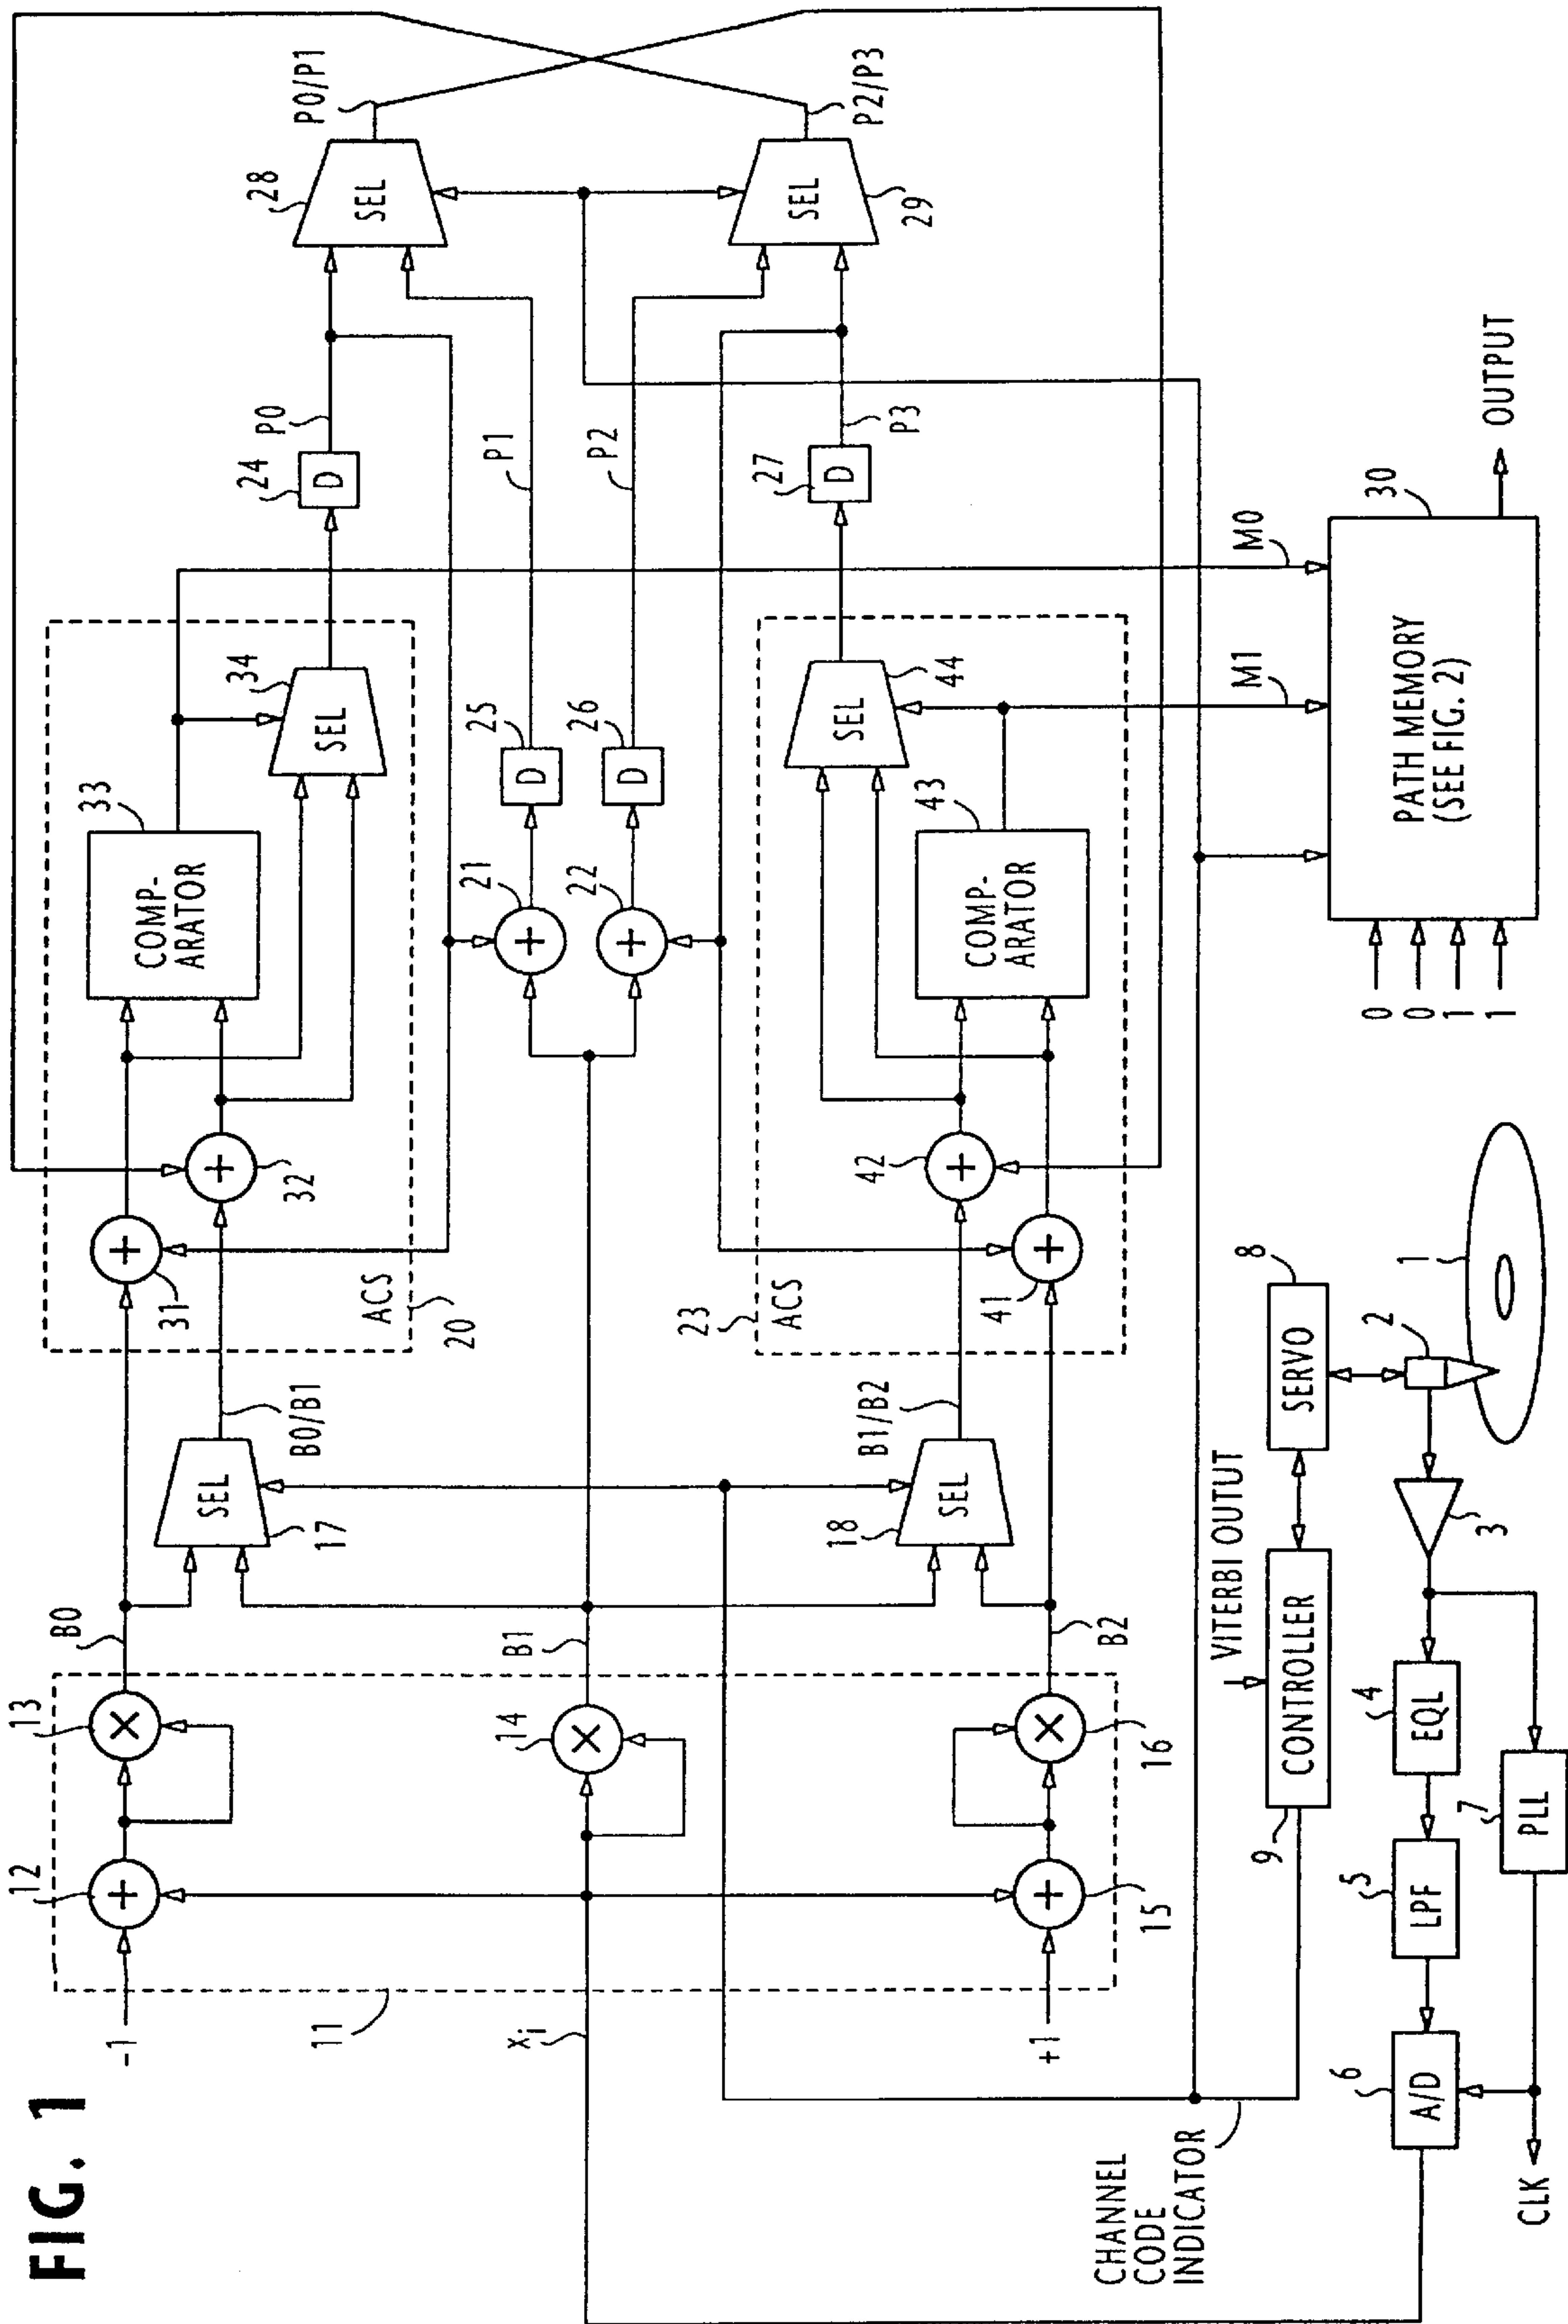 FIG. 1
-1
12
13
B0
11
xi
14
B1
+1
15
16
B2
SEL
17
B0/B1
SEL
18
B1/B2
31
32
ACS
20
COMP-
ARATOR
33
SEL
34
24
D
P0
21
22
25
D
26
D
P1
P2
23
ACS
41
42
COMP-
ARATOR
43
SEL
44
27
D
P3
28
SEL
P0/P1
SEL
29
P2/P3
M0
M1
30
PATH MEMORY
(SEE FIG. 2)
0
0
1
1
OUTPUT
CHANNEL
CODE
INDICATOR
VITERBI OUTUT
9
CONTROLLER
8
SERVO
2
1
3
4
EQL
5
LPF
6
A/D
7
PLL
CLK